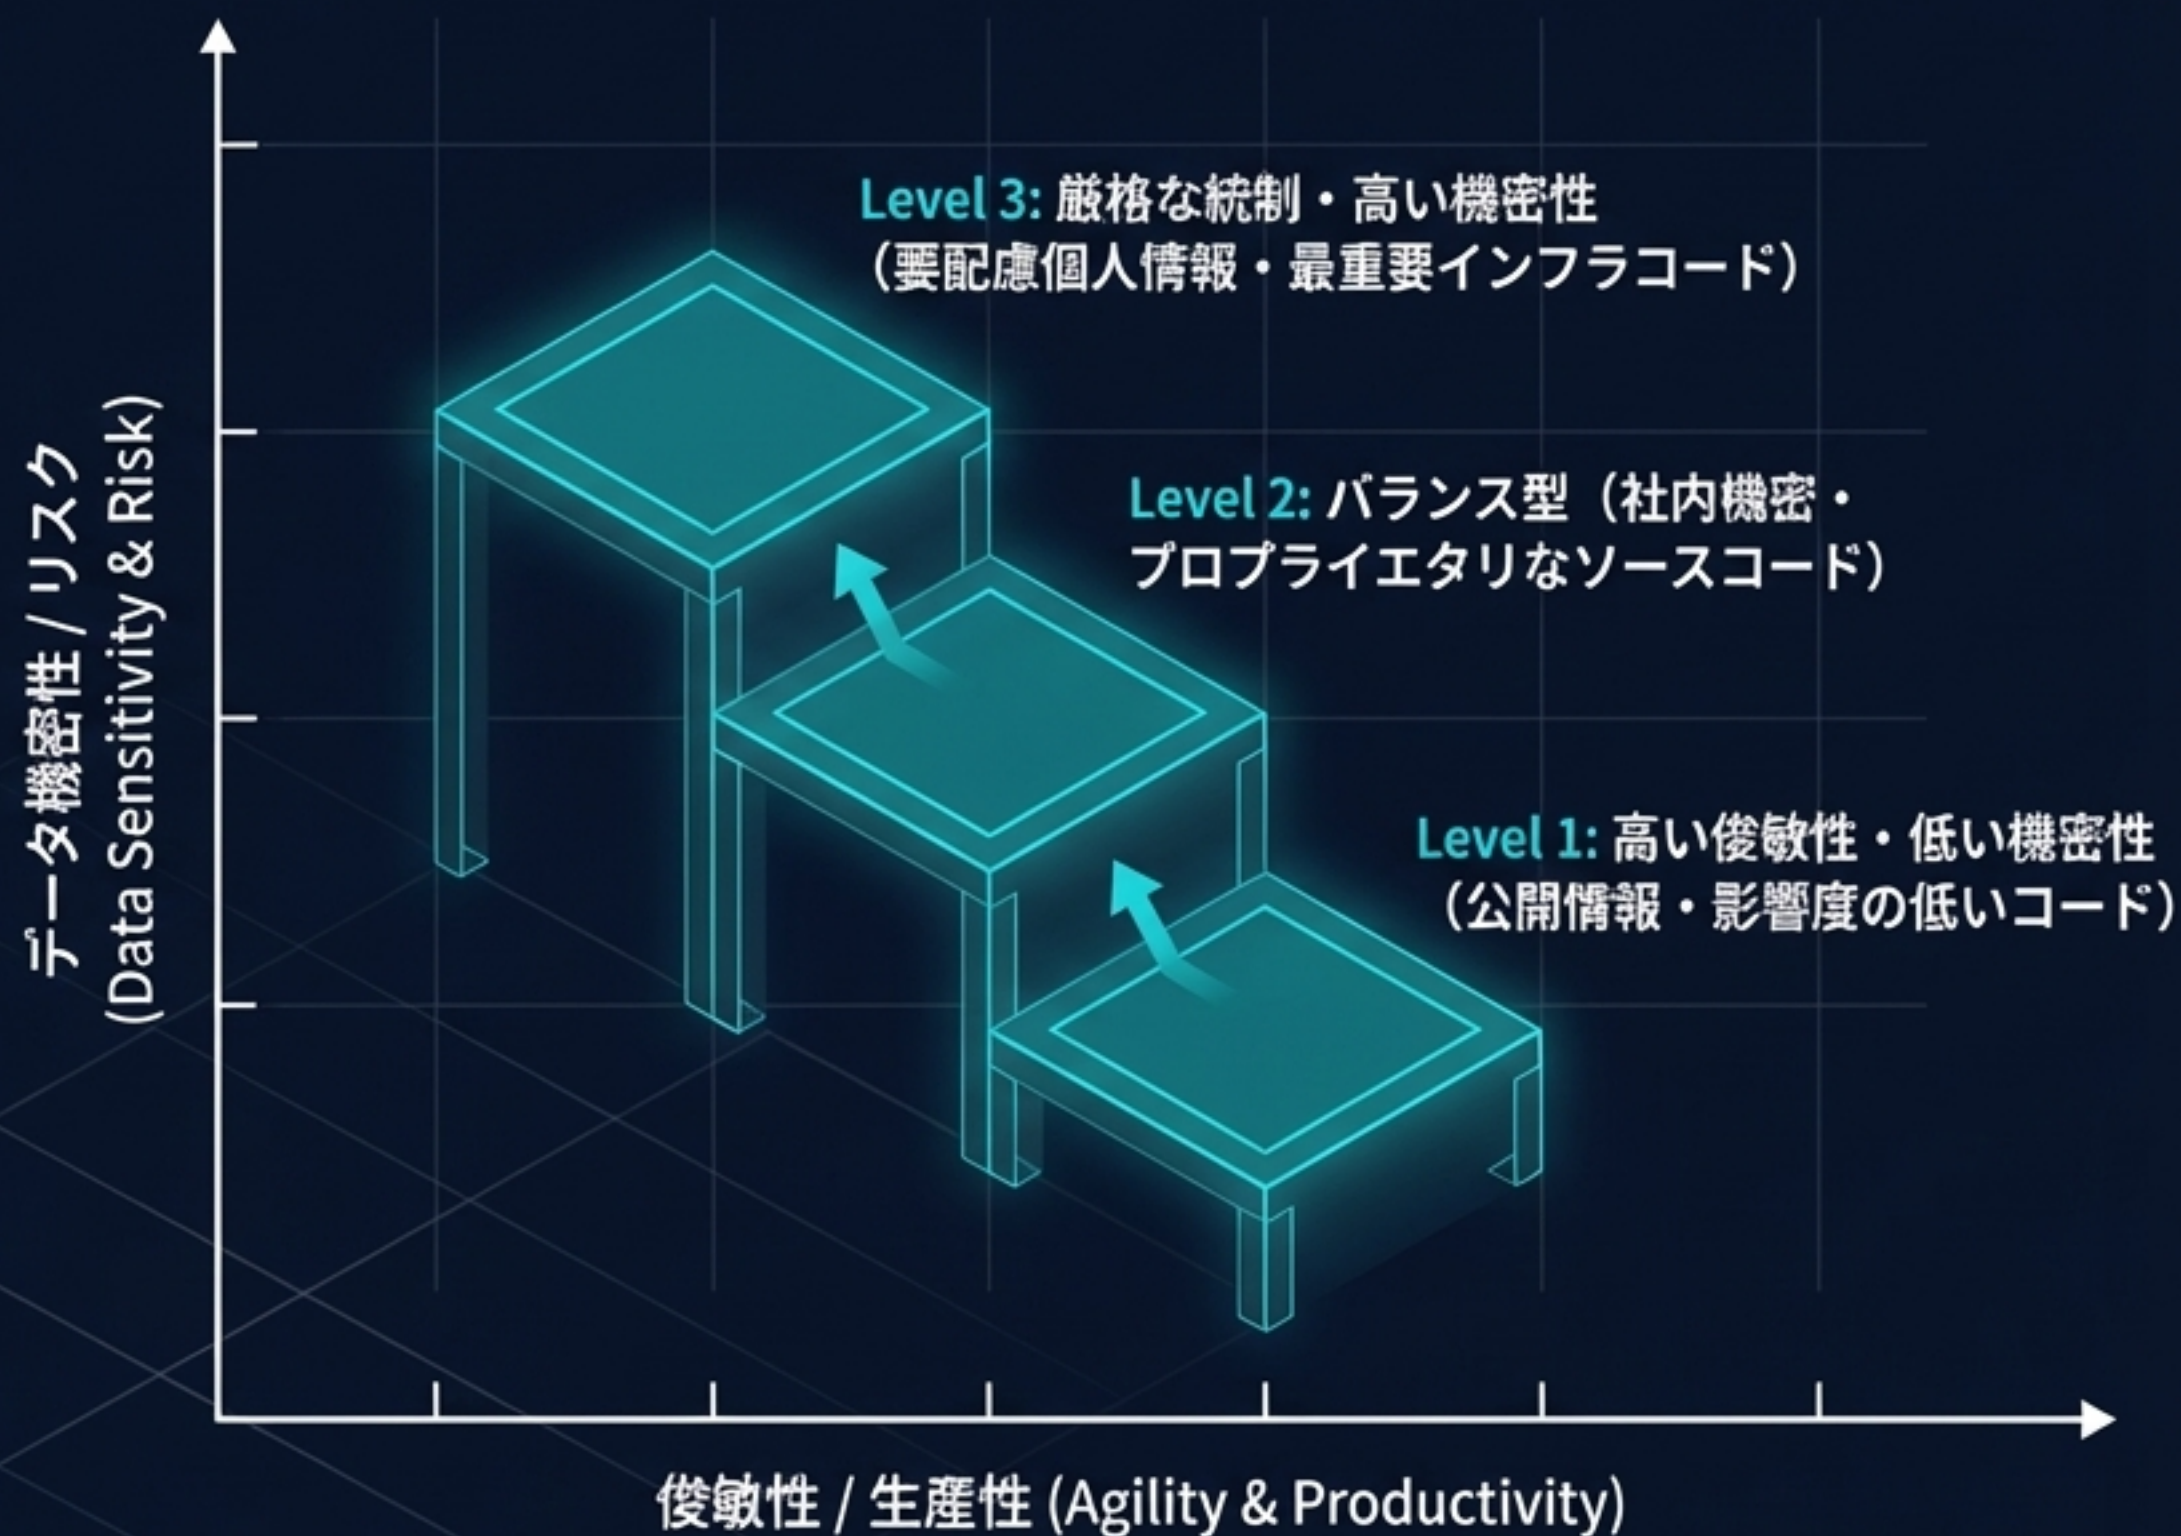 Level 3: 厳格な統制・高い機密性
（要配慮個人情報・最重要インフラコード）
Level 2: バランス型（社内機密・
プロプライエタリなソースコード）
Level 1: 高い俊敏性・低い機密性
（公開情報・影響度の低いコード）
データ機密性 / リスク
(Data Sensitivity & Risk)
俊敏性 / 生産性 (Agility & Productivity)